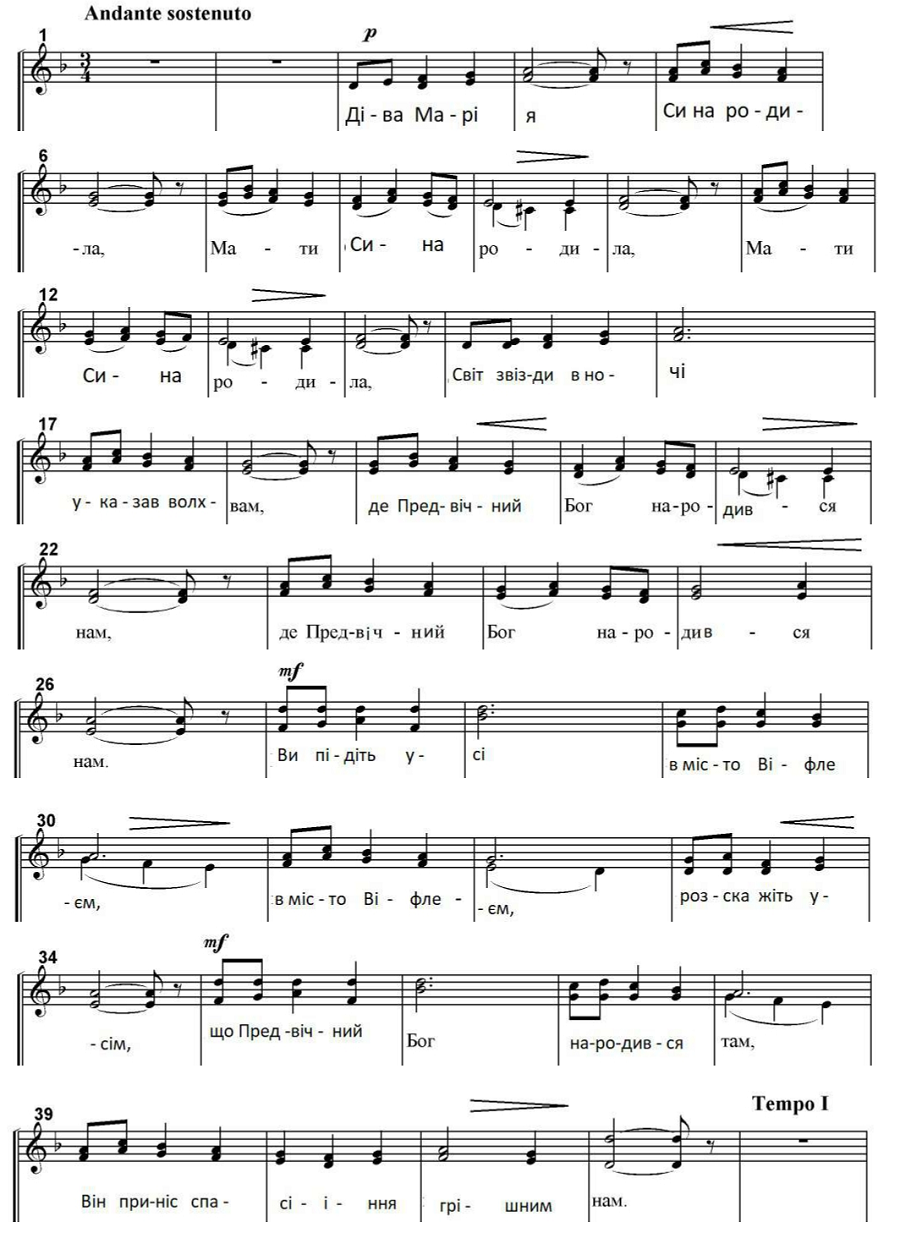 Andante sostenuto
1
p
Ді - ва Ма - рі я Си на ро - ди -
6
-ла, Ма - ти Си - на ро - ди - ла, Ма - ти
12
Си - на ро - ди - ла, Світ звіз-ди в но - чі
17
у - ка - зав волх - вам, де Пред-віч - ний Бог на-ро- див - ся
22
нам, де Пред-віч - ний Бог на - ро - див - ся
26
mf
нам. Ви пі - діть у - сі в міс - то Ві - фле
30
- єм, в міс - то Ві - фле - - єм, роз - ска жіть у -
34
mf
- сім, що Пред -віч - ний Бог на-ро-див - ся там,
39
Tempo I
Він при-ніс спа - сі - і - ння грі - шним нам.